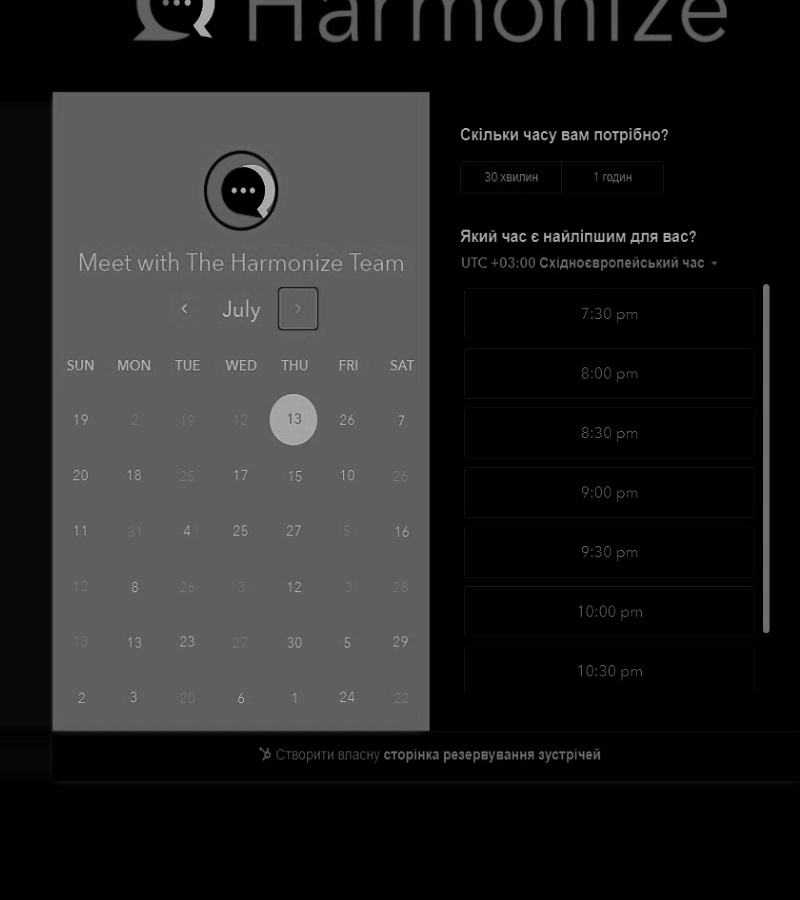 Harmonize
Meet with The Harmonize Team
July
SUN MON TUE WED THU FRI SAT
19 2 19 12 13 26 7
20 18 25 17 15 10 26
11 31 4 25 27 5 16
12 8 26 3 12 3 28
13 13 23 27 30 5 29
2 3 20 6 1 24 22
Скільки часу вам потрібно?
30 хвилин 1 годин
Який час є найліпшим для вас?
UTC +03:00 Східноєвропейський час
7:30 pm
8:00 pm
8:30 pm
9:00 pm
9:30 pm
10:00 pm
10:30 pm
Створити власну сторінка резервування зустрічей